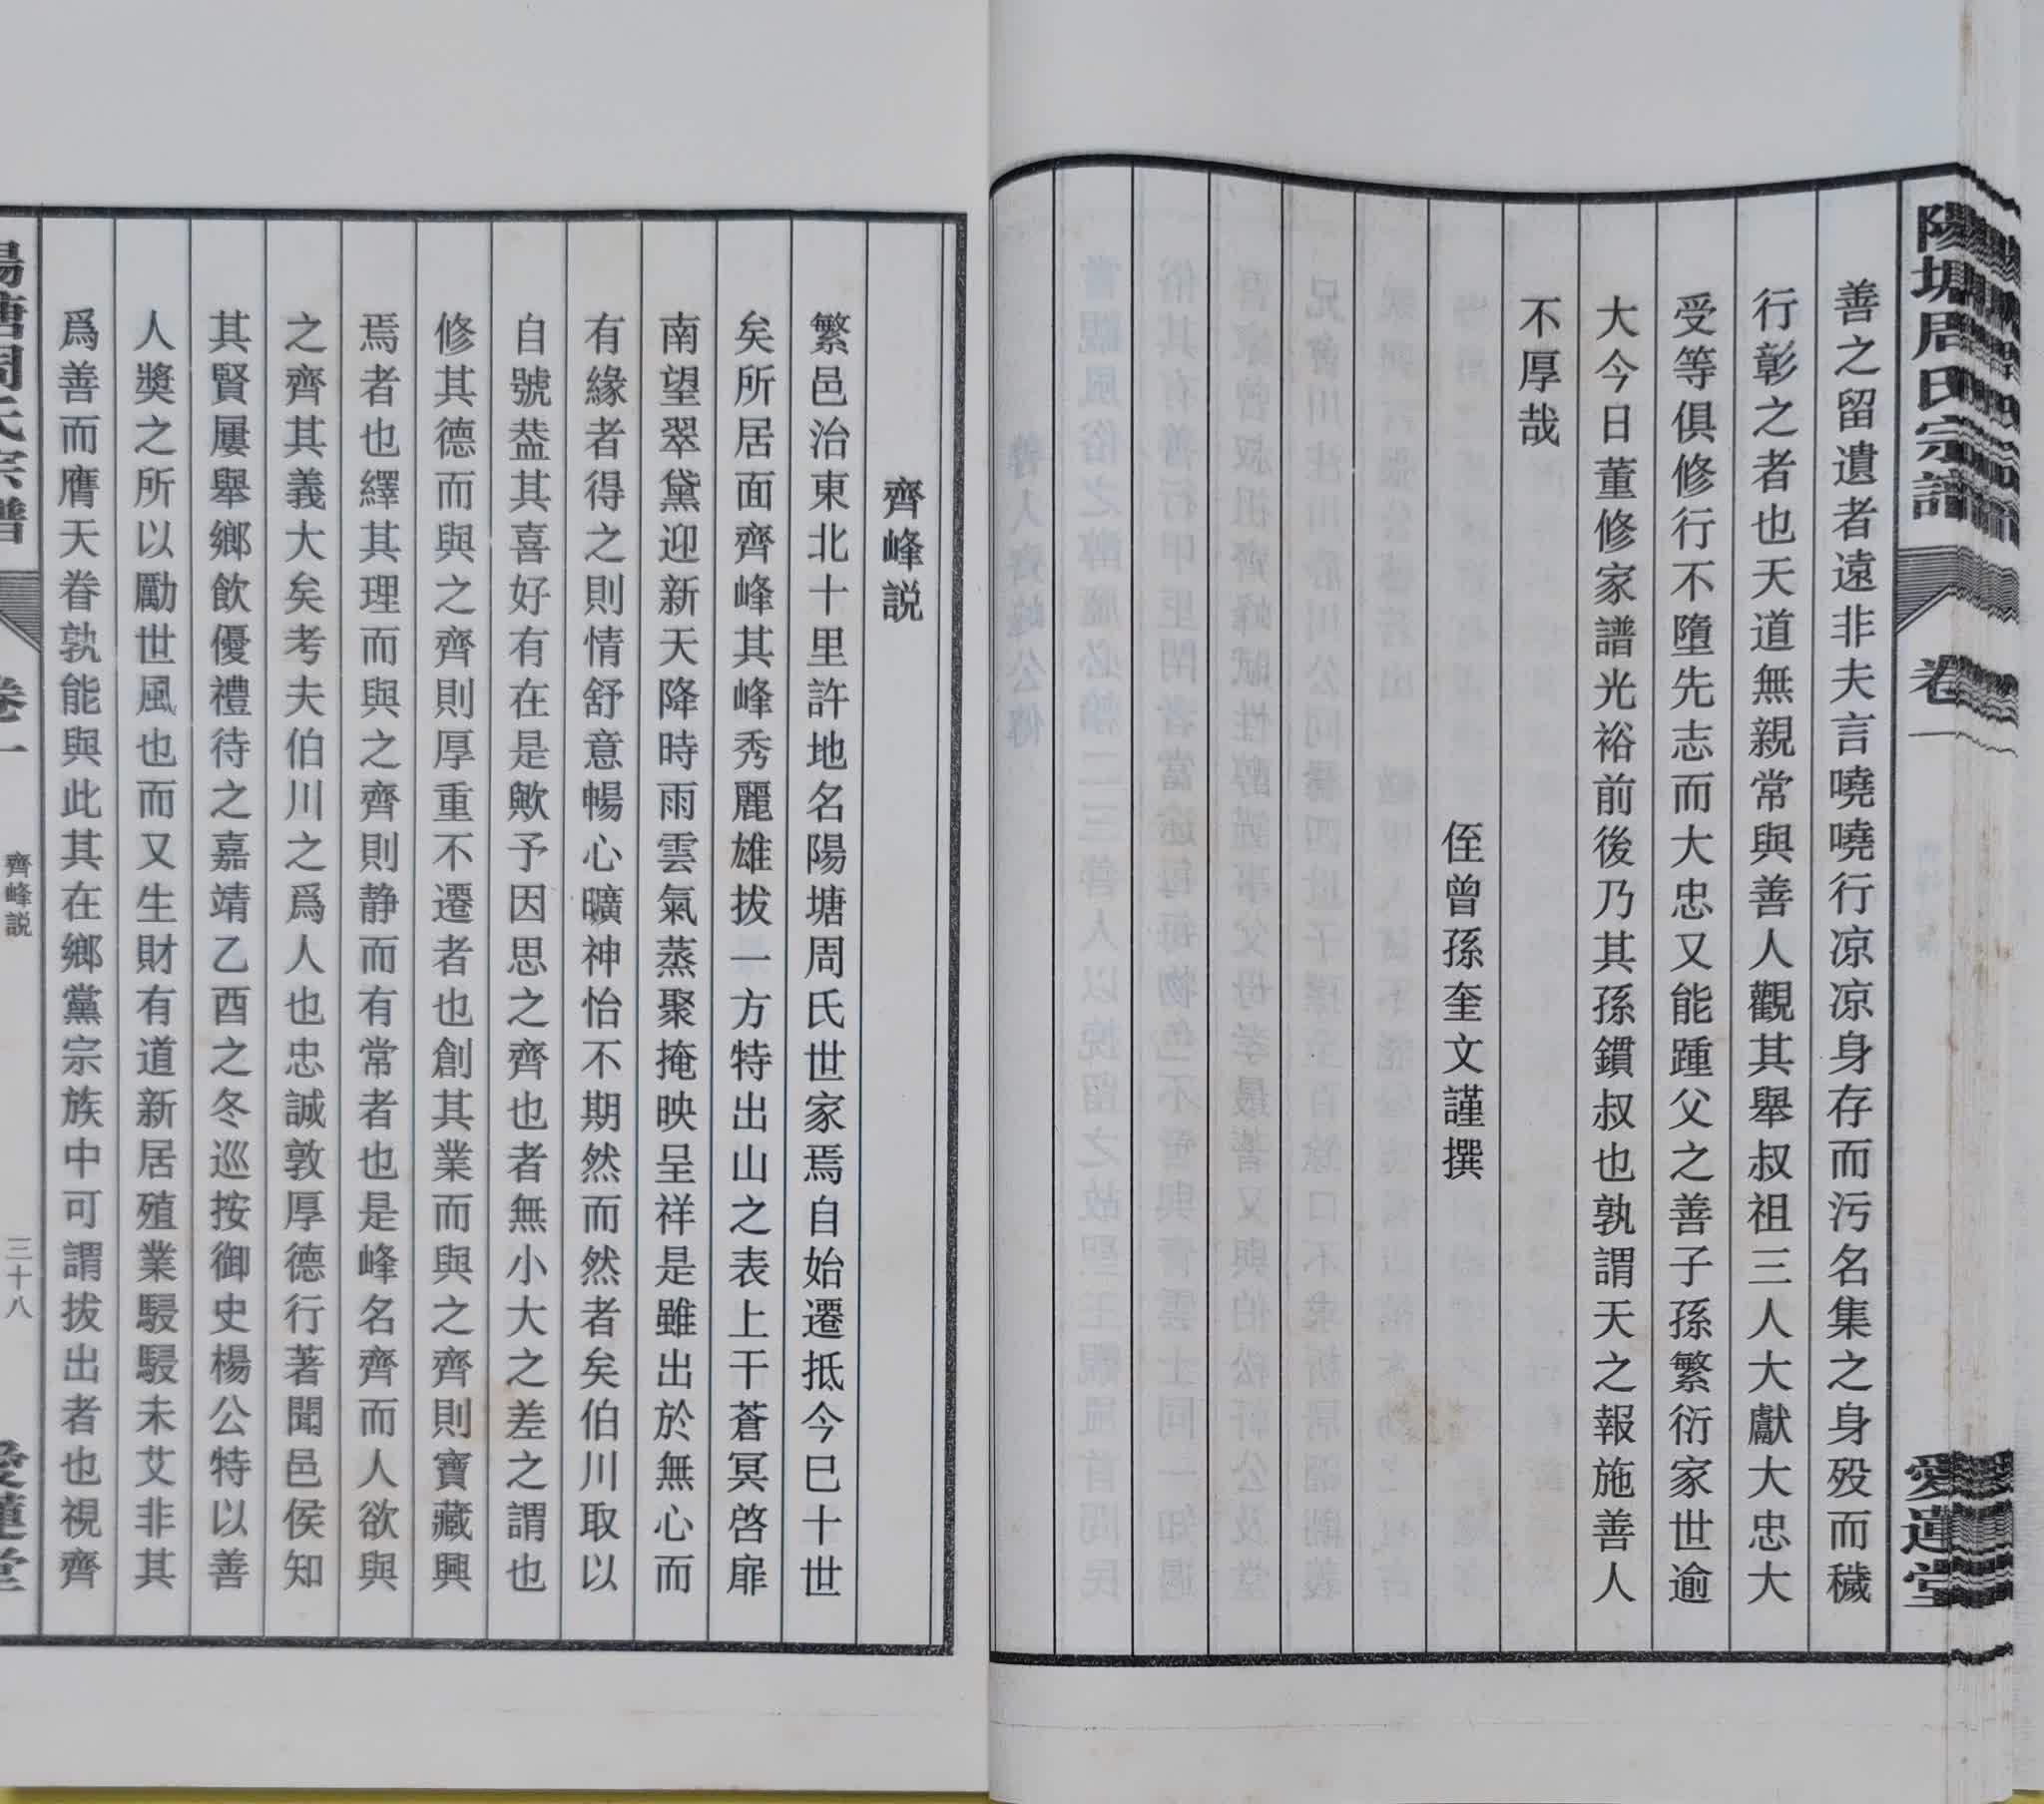 陽塘周氏宗譜
卷一
愛蓮堂
善之留遺者遠非夫言嘵嘵行凉凉身存而污名集之身殁而穢
行彰之者也天道無親常與善人觀其舉叔祖三人大獻大忠大
受等俱修行不墮先志而大忠又能踵父之善子孫繁衍家世逾
大今日董修家譜光裕前後乃其孫鑽叔也孰謂天之報施善人
不厚哉
侄曾孫奎文謹撰
齊峰説
繁邑治東北十里許地名陽塘周氏世家焉自始遷抵今巳十世
矣所居面齊峰其峰秀麗雄拔一方特出山之表上干蒼冥啓扉
南望翠黛迎新天降時雨雲氣蒸聚掩映呈祥是雖出於無心而
有緣者得之則情舒意暢心曠神怡不期然而然者矣伯川取以
自號葢其喜好有在是歟予因思之齊也者無小大之差之謂也
修其德而與之齊則厚重不遷者也創其業而與之齊則寶藏興
焉者也繹其理而與之齊則静而有常者也是峰名齊而人欲與
之齊其義大矣考夫伯川之爲人也忠誠敦厚德行著聞邑侯知
其賢屢舉鄉飲優禮待之嘉靖乙酉之冬巡按御史楊公特以善
人奬之所以勵世風也而又生財有道新居殖業駸駸未艾非其
爲善而膺天眷孰能與此其在鄉黨宗族中可謂拔出者也視齊
陽塘周氏宗譜
卷一
齊峰説
三十八
愛蓮堂